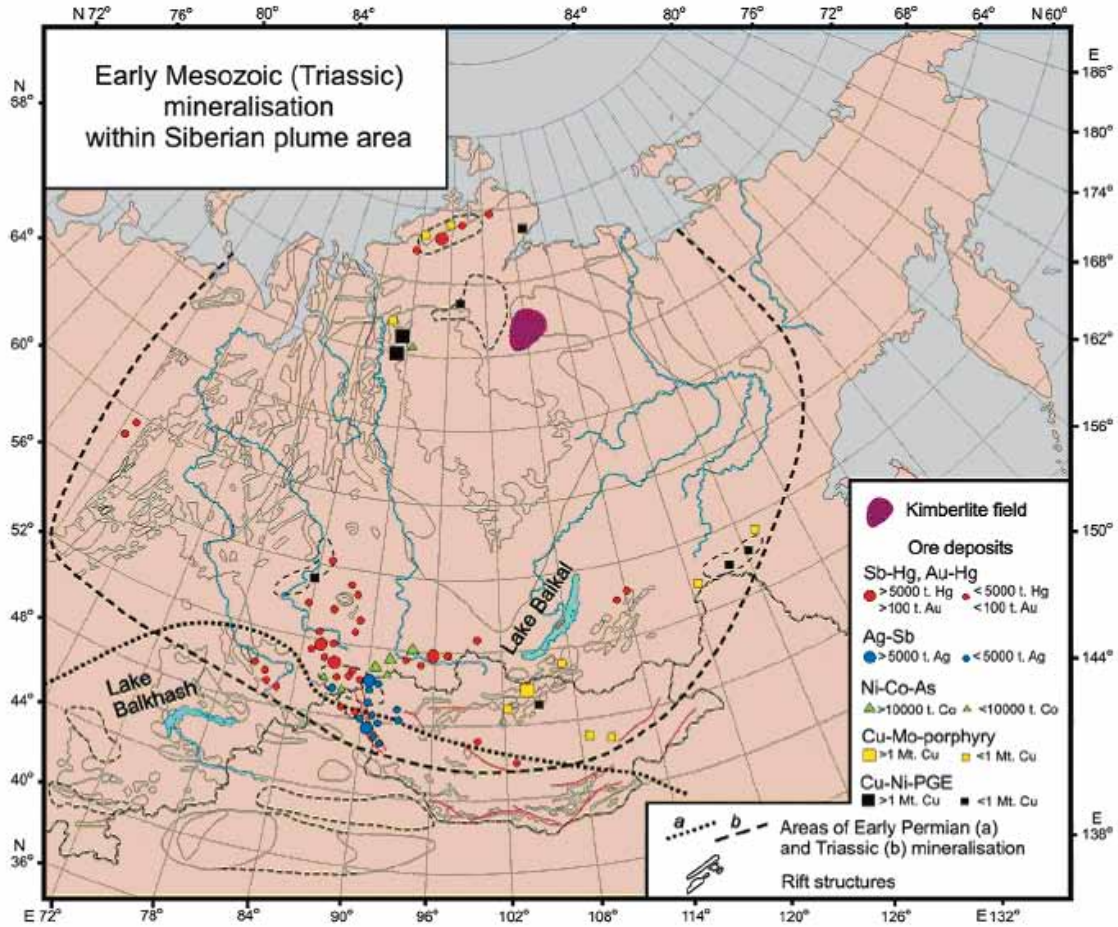 N 72° 80° 84° 84° 80° 76° 72° 68° 64° N 60°
Early Mesozoic (Triassic)
mineralisation
within Siberian plume area
N
68°
64°
60°
56°
52°
48°
44°
40°
N
36°
E
186°
180°
174°
168°
162°
156°
150°
144°
E
138°
Lake Baikal
Lake
Balkhash
Kimberlite field
Ore deposits
Sb-Hg, Au-Hg
>5000 t. Hg <5000 t. Hg
>100 t. Au <100 t. Au
Ag-Sb
>5000 t. Ag <5000 t. Ag
Ni-Co-As
>10000 t. Co <10000 t. Co
Cu-Mo-porphyry
>1 Mt. Cu <1 Mt. Cu
Cu-Ni-PGE
>1 Mt. Cu <1 Mt. Cu
a b Areas of Early Permian (a)
and Triassic (b) mineralisation
Rift structures
E 72° 78° 84° 90° 96° 102° 108° 114° 120° 126° E 132°